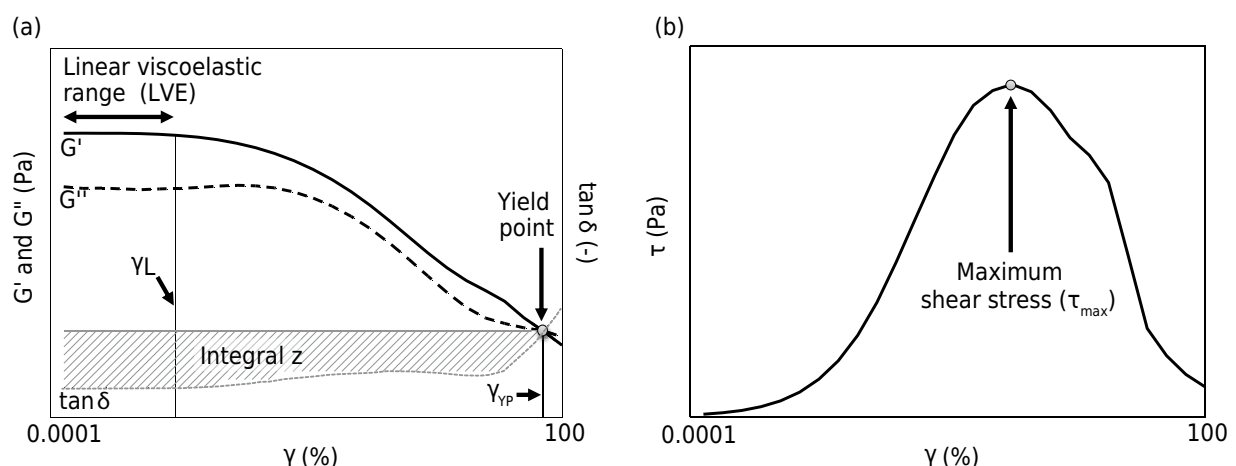 (a)
Linear viscoelastic
range (LVE)
G'
G"
G' and G" (Pa)
tan δ (-)
Yield
point
γL
Integral z
γYP
tan δ
0.0001
100
γ (%)
(b)
τ (Pa)
Maximum
shear stress (τmax)
0.0001
100
γ (%)